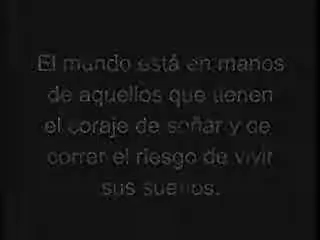 El mundo está en manos
de aquellos que tienen
el coraje de soñar y de
correr el riesgo de vivir
sus sueños.